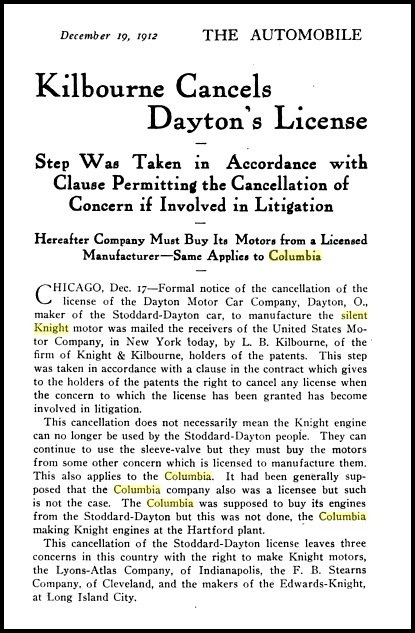 December 19, 1912 THE AUTOMOBILE
Kilbourne Cancels
Dayton's License
Step Was Taken in Accordance with
Clause Permitting the Cancellation of
Concern if Involved in Litigation
Hereafter Company Must Buy Its Motors from a Licensed
Manufacturer—Same Applies to Columbia
CHICAGO, Dec. 17—Formal notice of the cancellation of the
license of the Dayton Motor Car Company, Dayton, O.,
maker of the Stoddard-Dayton car, to manufacture the silent
Knight motor was mailed the receivers of the United States Mo-
tor Company, in New York today, by L. B. Kilbourne, of the
firm of Knight & Kilbourne, holders of the patents. This step
was taken in accordance with a clause in the contract which gives
to the holders of the patents the right to cancel any license when
the concern to which the license has been granted has become
involved in litigation.
This cancellation does not necessarily mean the Knight engine
can no longer be used by the Stoddard-Dayton people. They can
continue to use the sleeve-valve but they must buy the motors
from some other concern which is licensed to manufacture them.
This also applies to the Columbia. It had been generally sup-
posed that the Columbia company also was a licensee but such
is not the case. The Columbia was supposed to buy its engines
from the Stoddard-Dayton but this was not done, the Columbia
making Knight engines at the Hartford plant.
This cancellation of the Stoddard-Dayton license leaves three
concerns in this country with the right to make Knight motors,
the Lyons-Atlas Company, of Indianapolis, the F. B. Stearns
Company, of Cleveland, and the makers of the Edwards-Knight,
at Long Island City.